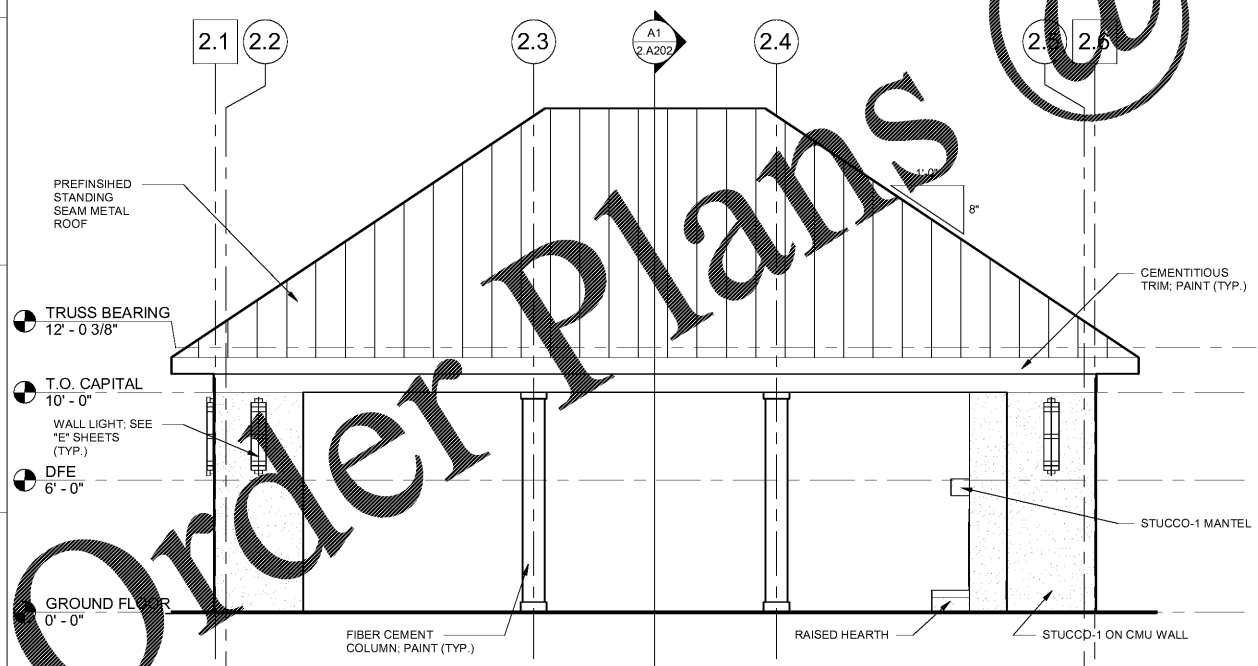 2.1
2.2
2.3
A1
2.A202
2.4
2.5
2.6
@
PREFINSIHED
STANDING
SEAM METAL
ROOF
1'-0"
8"
CEMENTITIOUS
TRIM; PAINT (TYP.)
TRUSS BEARING
12' - 0 3/8"
T.O. CAPITAL
10' - 0"
WALL LIGHT; SEE
"E" SHEETS
(TYP.)
DFE
6' - 0"
STUCCO-1 MANTEL
GROUND FLOOR
0' - 0"
FIBER CEMENT
COLUMN; PAINT (TYP.)
RAISED HEARTH
STUCCO-1 ON CMU WALL
Order Plans @